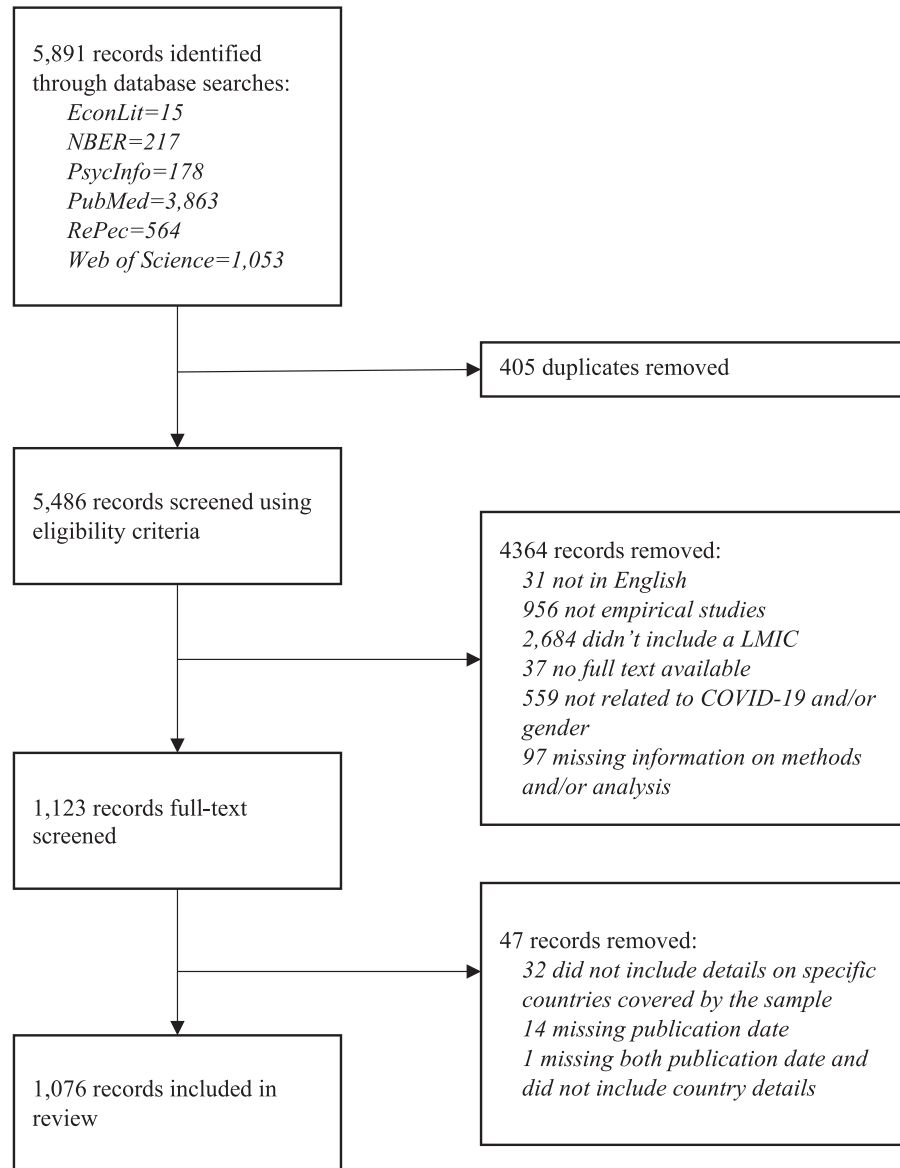 5,891 records identified
through database searches:
EconLit=15
NBER=217
PsycInfo=178
PubMed=3,863
RePec=564
Web of Science=1,053
405 duplicates removed
5,486 records screened using
eligibility criteria
4364 records removed:
31 not in English
956 not empirical studies
2,684 didn't include a LMIC
37 no full text available
559 not related to COVID-19 and/or
gender
97 missing information on methods
and/or analysis
1,123 records full-text
screened
47 records removed:
32 did not include details on specific
countries covered by the sample
14 missing publication date
1 missing both publication date and
did not include country details
1,076 records included in
review